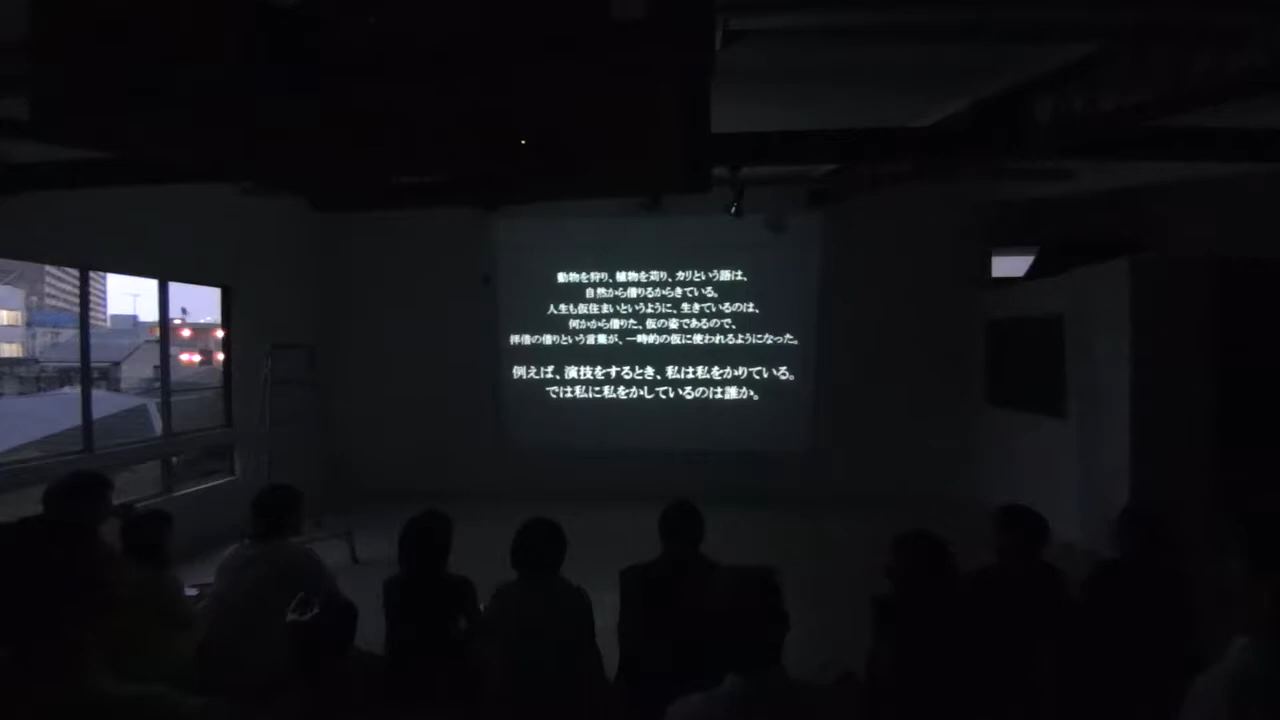 動物を狩り、植物を苅り、カリという語は、
自然から借りるからきている。
人生も仮住まいというように、生きているのは、
何かから借りた、仮の姿であるので、
拝借の借りという言葉が、一時的の仮に使われるようになった。
例えば、演技をするとき、私は私をかりている。
では私に私をかしているのは誰か。